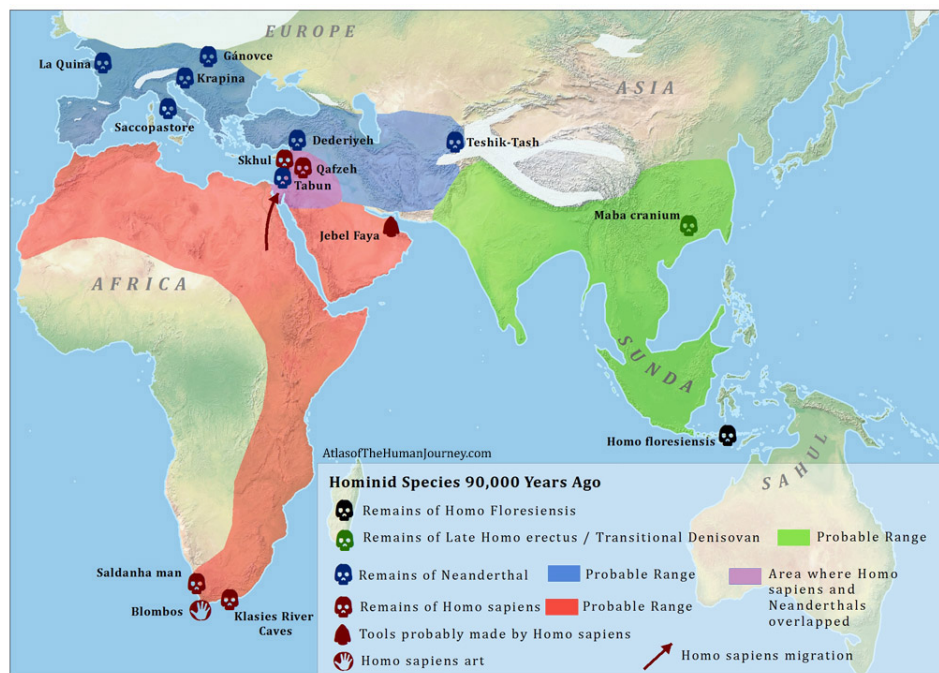 EUROPE
La Quina
Gánovce
Krapina
ASIA
Saccopastore
Dederiyeh
Teshik-Tash
Skhul
Qafzeh
Tabun
Maba cranium
Jebel Faya
AFRICA
SUNDA
Homo floresiensis
SAHUL
AtlasofTheHumanJourney.com
Hominid Species 90,000 Years Ago
Remains of Homo Floresiensis
Remains of Late Homo erectus / Transitional Denisovan
Probable Range
Remains of Neanderthal
Probable Range
Area where Homo
sapiens and
Neanderthals
overlapped
Remains of Homo sapiens
Probable Range
Tools probably made by Homo sapiens
Homo sapiens art
Homo sapiens migration
Saldanha man
Blombos
Klasies River
Caves